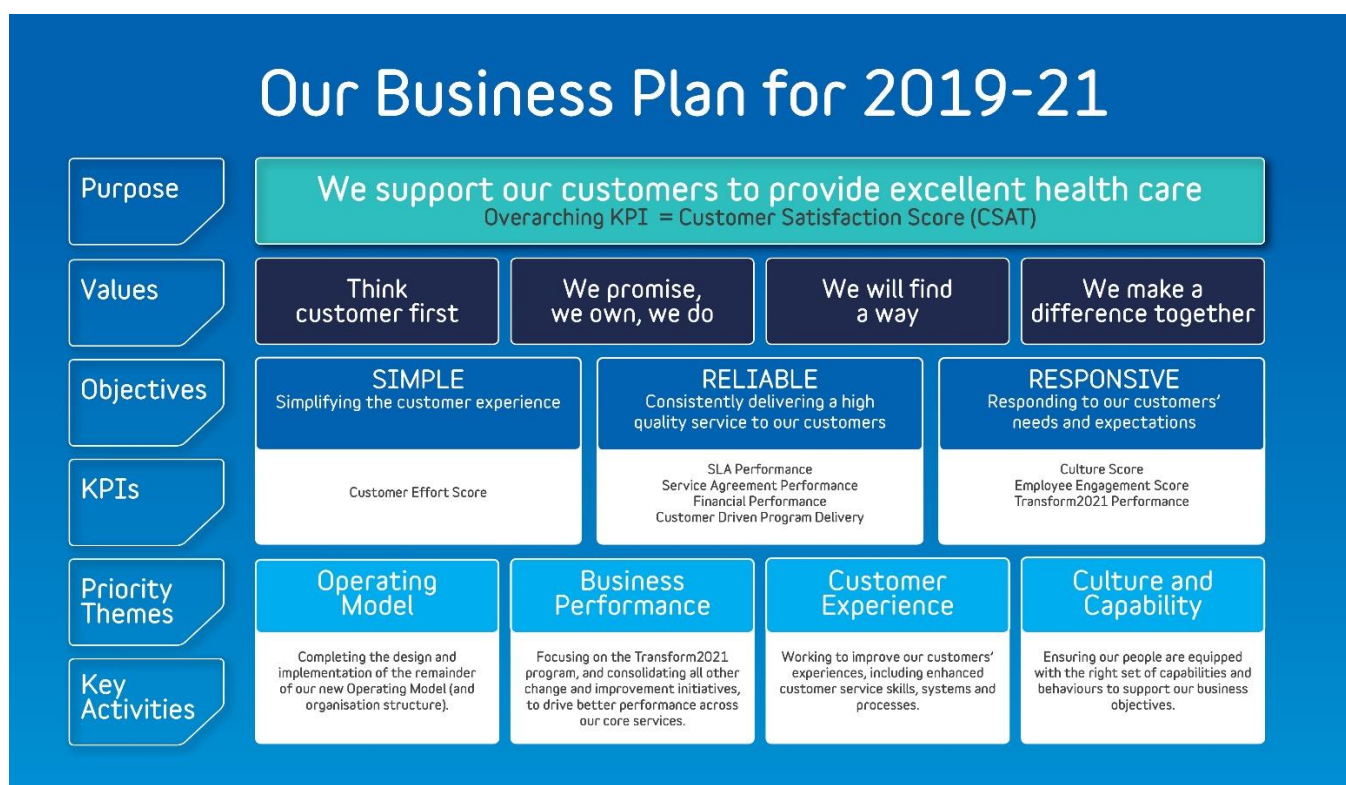 Our Business Plan for 2019-21
Purpose
We support our customers to provide excellent health care
Overarching KPI = Customer Satisfaction Score (CSAT)
Values
Think
customer first
We promise,
we own, we do
We will find
a way
We make a
difference together
Objectives
SIMPLE
Simplifying the customer experience
RELIABLE
Consistently delivering a high
quality service to our customers
RESPONSIVE
Responding to our customers'
needs and expectations
KPIs
Customer Effort Score
SLA Performance
Service Agreement Performance
Financial Performance
Customer Driven Program Delivery
Culture Score
Employee Engagement Score
Transform2021 Performance
Priority
Themes
Operating
Model
Business
Performance
Customer
Experience
Culture and
Capability
Key
Activities
Completing the design and
implementation of the remainder
of our new Operating Model (and
organisation structure).
Focusing on the Transform2021
program, and consolidating all other
change and improvement initiatives,
to drive better performance across
our core services.
Working to improve our customers'
experiences, including enhanced
customer service skills, systems and
processes.
Ensuring our people are equipped
with the right set of capabilities and
behaviours to support our business
objectives.